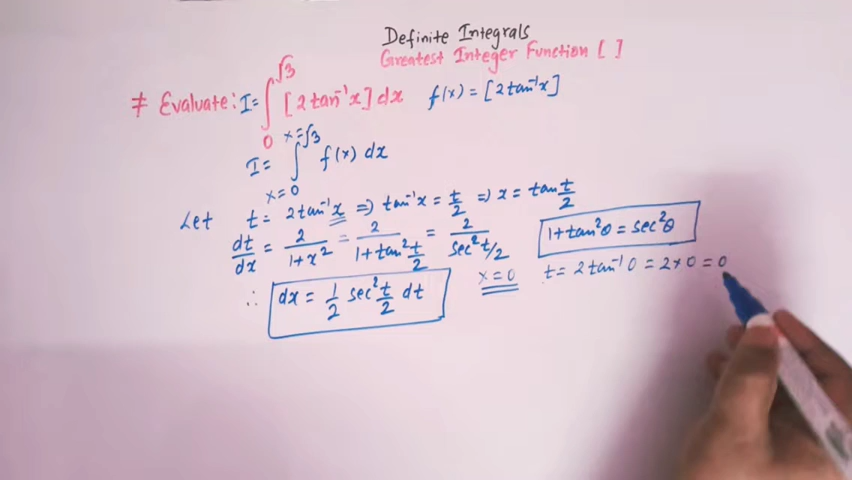 Definite Integrals
Greatest Integer Function [ ]
≠ Evaluate: I = ∫₀^√3 [2tan⁻¹x] dx f(x) = [2tan⁻¹x]
I = ∫_{x=0}^{x=√3} f(x) dx
Let t = 2tan⁻¹x ⇒ tan⁻¹x = t/2 ⇒ x = tan t/2
dt/dx = 2/(1+x²) = 2/(1+tan² t/2) = 2/(sec² t/2) 1+tan²θ = sec²θ
∴ dx = 1/2 sec² t/2 dt x=0 t = 2tan⁻¹0 = 2×0 = 0